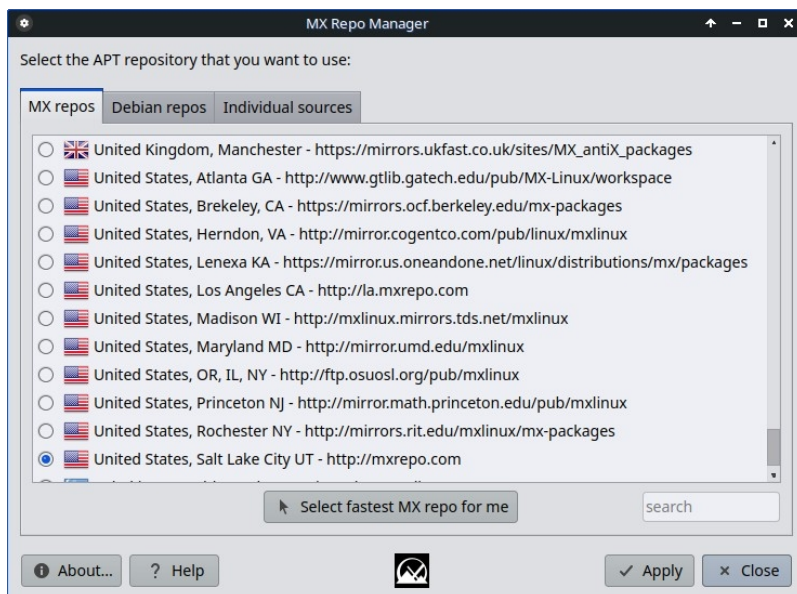 MX Repo Manager
Select the APT repository that you want to use:
MX repos Debian repos Individual sources
United Kingdom, Manchester - https://mirrors.ukfast.co.uk/sites/MX_antiX_packages
United States, Atlanta GA - http://www.gtlib.gatech.edu/pub/MX-Linux/workspace
United States, Brekeley, CA - https://mirrors.ocf.berkeley.edu/mx-packages
United States, Herndon, VA - http://mirror.cogentco.com/pub/linux/mxlinux
United States, Lenexa KA - https://mirror.us.oneandone.net/linux/distributions/mx/packages
United States, Los Angeles CA - http://la.mxrepo.com
United States, Madison WI - http://mxlinux.mirrors.tds.net/mxlinux
United States, Maryland MD - http://mirror.umd.edu/mxlinux
United States, OR, IL, NY - http://ftp.osuosl.org/pub/mxlinux
United States, Princeton NJ - http://mirror.math.princeton.edu/pub/mxlinux
United States, Rochester NY - http://mirrors.rit.edu/mxlinux/mx-packages
United States, Salt Lake City UT - http://mxrepo.com
Select fastest MX repo for me
search
About... ? Help Apply Close